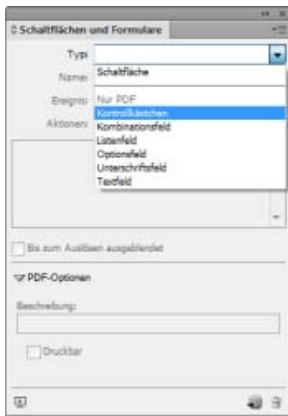 Schaltflächen und Formulare
Typ:
Schaltfläche
Name:
Nur PDF
Ereignis:
Kontrollkästchen
Aktionen:
Kombinationsfeld
Listenfeld
Optionsfeld
Unterschriftsfeld
Textfeld
Bis zum Auslösen ausgeblendet
PDF-Optionen
Beschreibung:
Druckbar